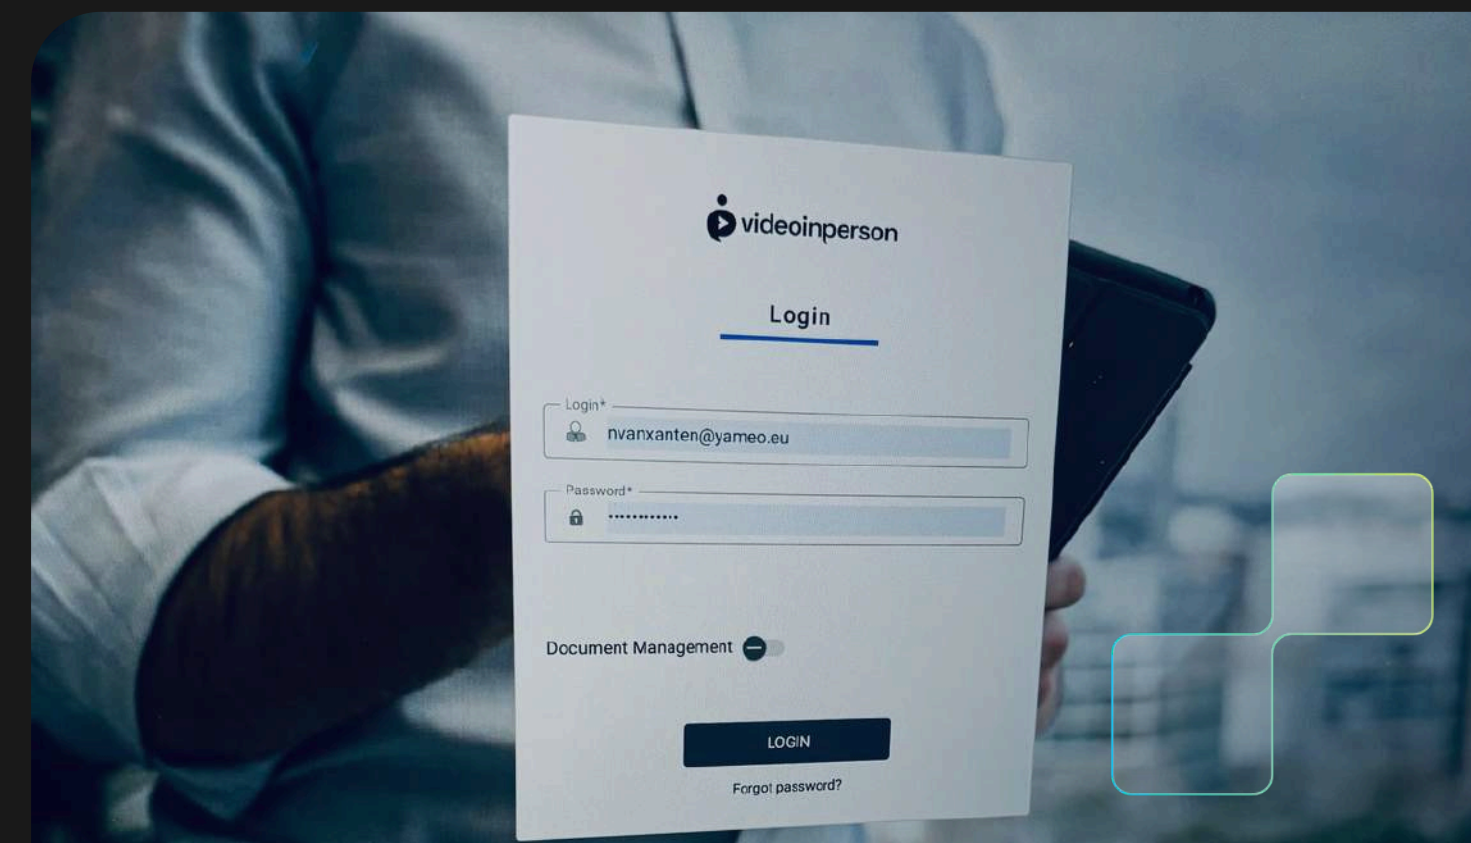 videoinperson
Login
Login*
nvanxanten@yameo.eu
Password*
••••••••••••
Document Management
LOGIN
Forgot password?